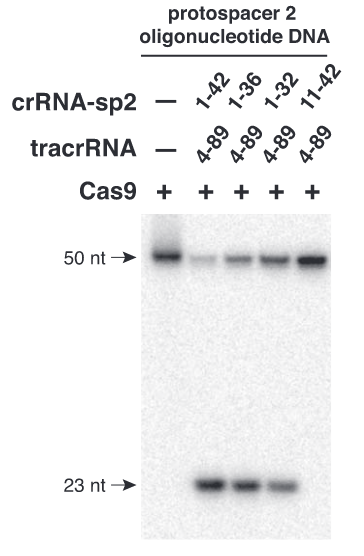 protospacer 2
oligonucleotide DNA
crRNA-sp2 — 1-42 1-36 1-32 11-42
tracrRNA — 4-89 4-89 4-89 4-89
Cas9 + + + + +
50 nt →
23 nt →